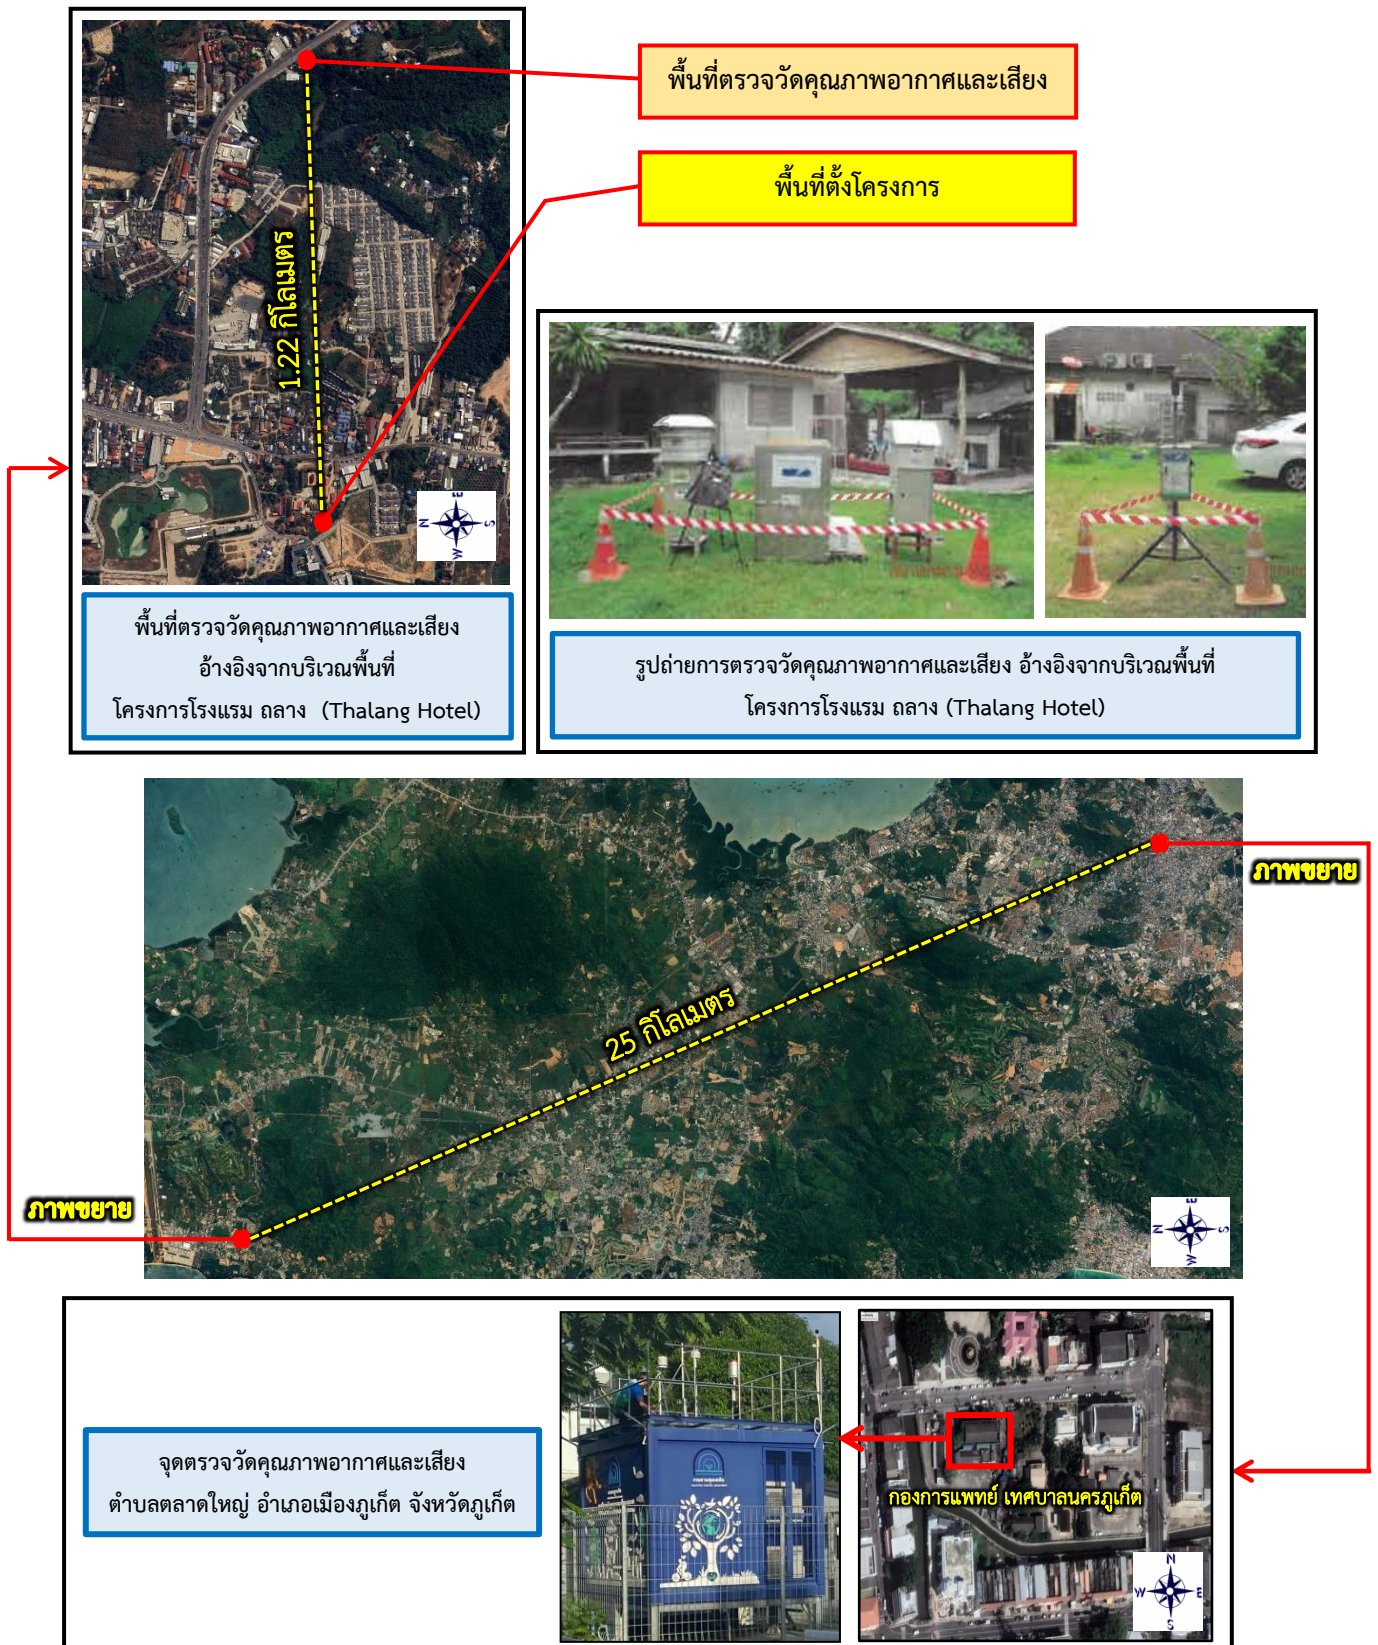 พื้นที่ตรวจวัดคุณภาพอากาศและเสียง
พื้นที่ตั้งโครงการ
1.22 กิโลเมตร
N
E
S
W
พื้นที่ตรวจวัดคุณภาพอากาศและเสียง
อ้างอิงจากบริเวณพื้นที่
โครงการโรงแรม ถลาง (Thalang Hotel)
รูปถ่ายการตรวจวัดคุณภาพอากาศและเสียง อ้างอิงจากบริเวณพื้นที่
โครงการโรงแรม ถลาง (Thalang Hotel)
ภาพขยาย
25 กิโลเมตร
ภาพขยาย
N
E
S
W
จุดตรวจวัดคุณภาพอากาศและเสียง
ตำบลตลาดใหญ่ อำเภอเมืองภูเก็ต จังหวัดภูเก็ต
กรมควบคุมมลพิษ
กองการแพทย์ เทศบาลนครภูเก็ต
N
W
E
S